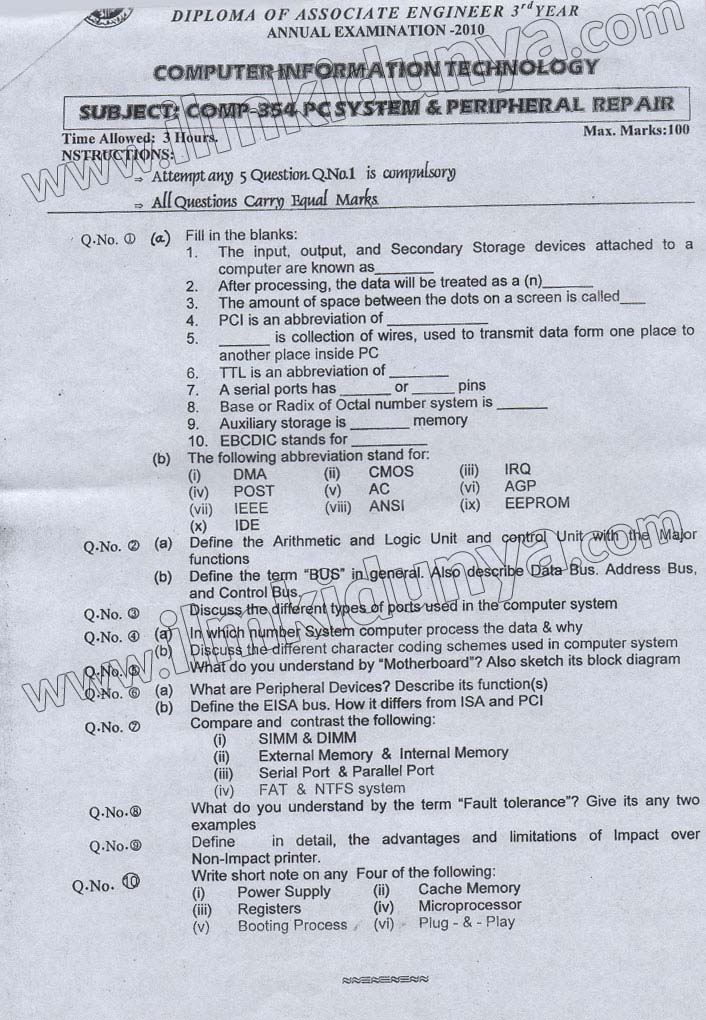 DIPLOMA OF ASSOCIATE ENGINEER 3rd YEAR
ANNUAL EXAMINATION -2010
COMPUTER INFORMATION TECHNOLOGY
SUBJECT: COMP-354 PC SYSTEM & PERIPHERAL REPAIR
Time Allowed: 3 Hours. Max. Marks:100
NSTRUCTIONS:
⇒ Attempt any 5 Question. Q.No.1 is compulsory
⇒ All Questions Carry Equal Marks
Q.No. ① (a) Fill in the blanks:
1. The input, output, and Secondary Storage devices attached to a
computer are known as_______
2. After processing, the data will be treated as a (n)______
3. The amount of space between the dots on a screen is called___
4. PCI is an abbreviation of ____________
5. ______ is collection of wires, used to transmit data form one place to
another place inside PC
6. TTL is an abbreviation of _______
7. A serial ports has ______ or _____ pins
8. Base or Radix of Octal number system is ______
9. Auxiliary storage is _______ memory
10. EBCDIC stands for _________
(b) The following abbreviation stand for:
(i) DMA (ii) CMOS (iii) IRQ
(iv) POST (v) AC (vi) AGP
(vii) IEEE (viii) ANSI (ix) EEPROM
(x) IDE
Q.No. ② (a) Define the Arithmetic and Logic Unit and control Unit with the Major
functions
(b) Define the term “BUS” in general. Also describe Data Bus. Address Bus,
and Control Bus.
Q.No. ③ Discuss the different types of ports used in the computer system
Q.No. ④ (a) In which number System computer process the data & why
(b) Discuss the different character coding schemes used in computer system
Q.No. ⑤ What do you understand by “Motherboard”? Also sketch its block diagram
Q.No. ⑥ (a) What are Peripheral Devices? Describe its function(s)
(b) Define the EISA bus. How it differs from ISA and PCI
Q.No. ⑦ Compare and contrast the following:
(i) SIMM & DIMM
(ii) External Memory & Internal Memory
(iii) Serial Port & Parallel Port
(iv) FAT & NTFS system
Q.No. ⑧ What do you understand by the term “Fault tolerance”? Give its any two
examples
Q.No. ⑨ Define in detail, the advantages and limitations of Impact over
Non-Impact printer.
Q.No. ⑩ Write short note on any Four of the following:
(i) Power Supply (ii) Cache Memory
(iii) Registers (iv) Microprocessor
(v) Booting Process (vi) Plug - & - Play
www.ilmkidunya.com
www.ilmkidunya.com